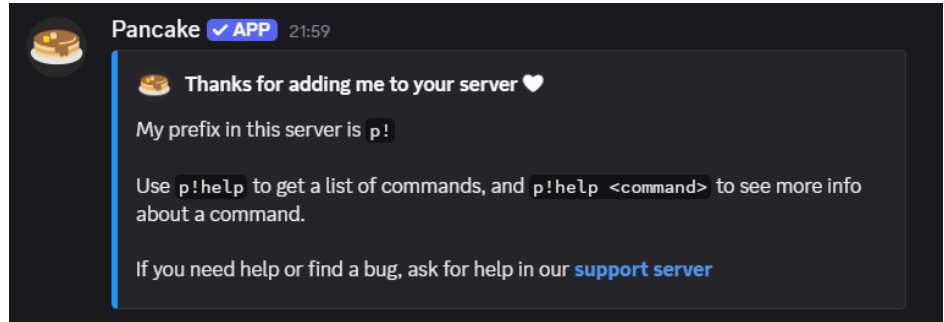 Pancake ✓ APP 21:59
Thanks for adding me to your server 🤍
My prefix in this server is p!
Use p!help to get a list of commands, and p!help <command> to see more info
about a command.
If you need help or find a bug, ask for help in our support server